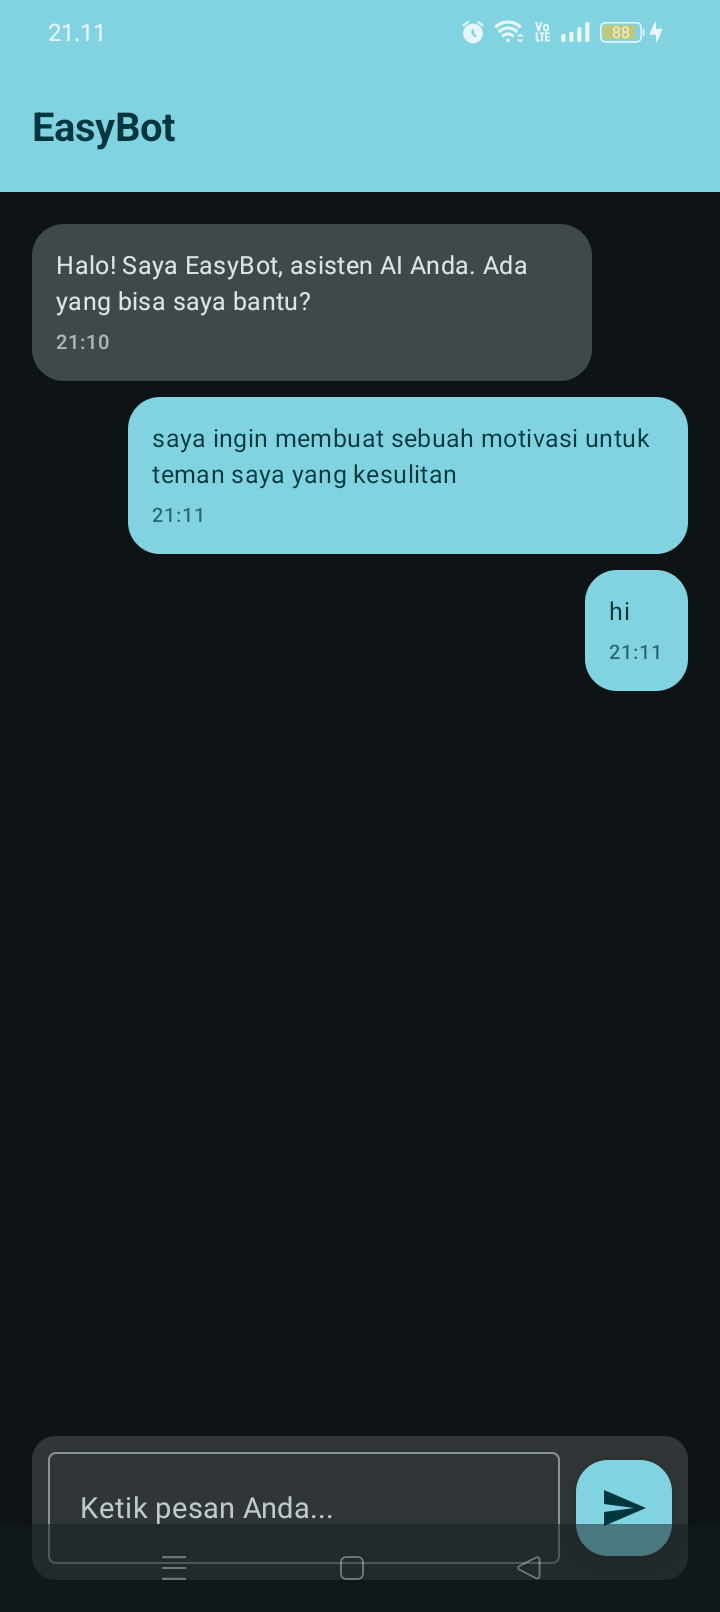 21.11
Vo
LTE
88
EasyBot
Halo! Saya EasyBot, asisten AI Anda. Ada
yang bisa saya bantu?
21:10
saya ingin membuat sebuah motivasi untuk
teman saya yang kesulitan
21:11
hi
21:11
Ketik pesan Anda...